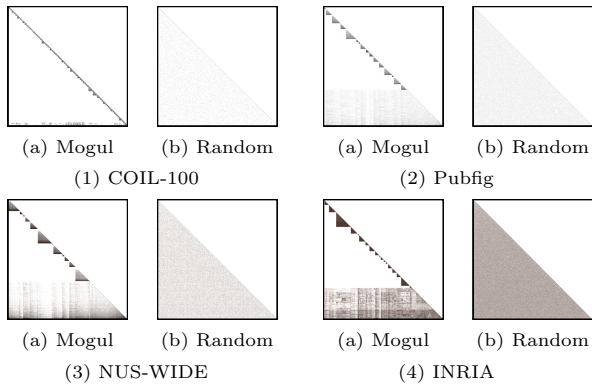 (a) Mogul (b) Random (a) Mogul (b) Random
(1) COIL-100 (2) Pubfig
(a) Mogul (b) Random (a) Mogul (b) Random
(3) NUS-WIDE (4) INRIA